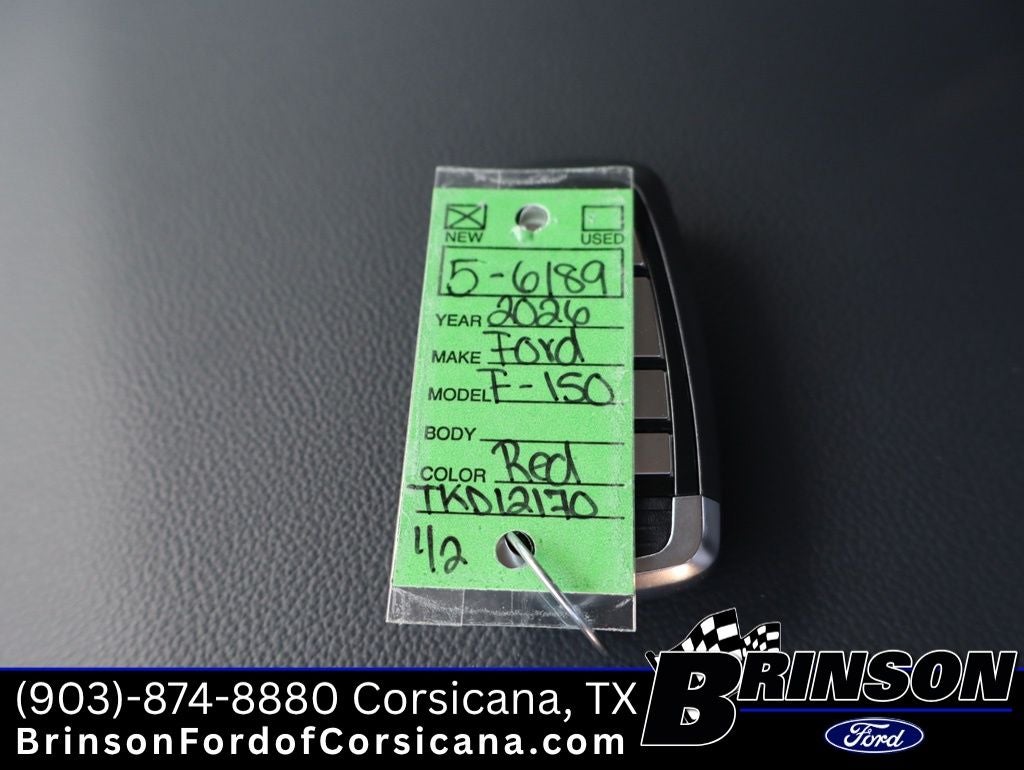 NEW USED
5-6189
YEAR 2026
MAKE Ford
MODEL F-150
BODY
COLOR Red
TKD12170
1/2
(903)-874-8880 Corsicana, TX
BrinsonFordofCorsicana.com
BRINSON
Ford